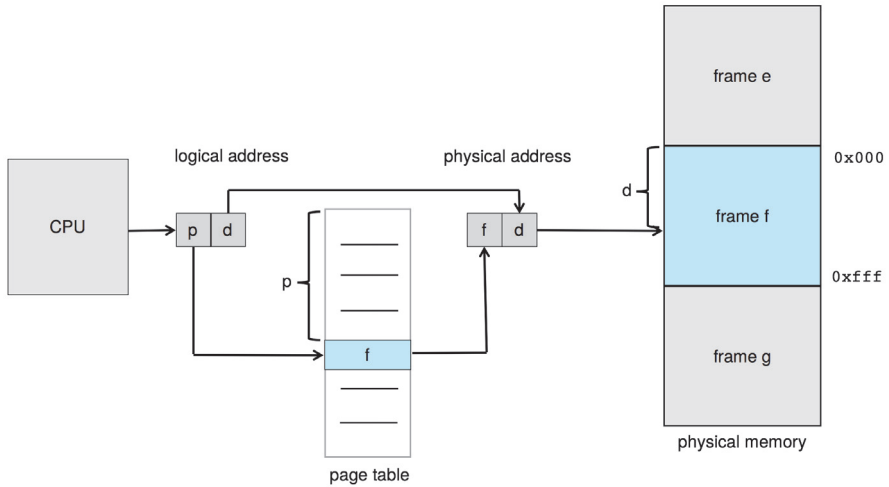 frame e
logical address
physical address
0x000
CPU
p
d
f
d
d
frame f
p
0xfff
f
frame g
physical memory
page table